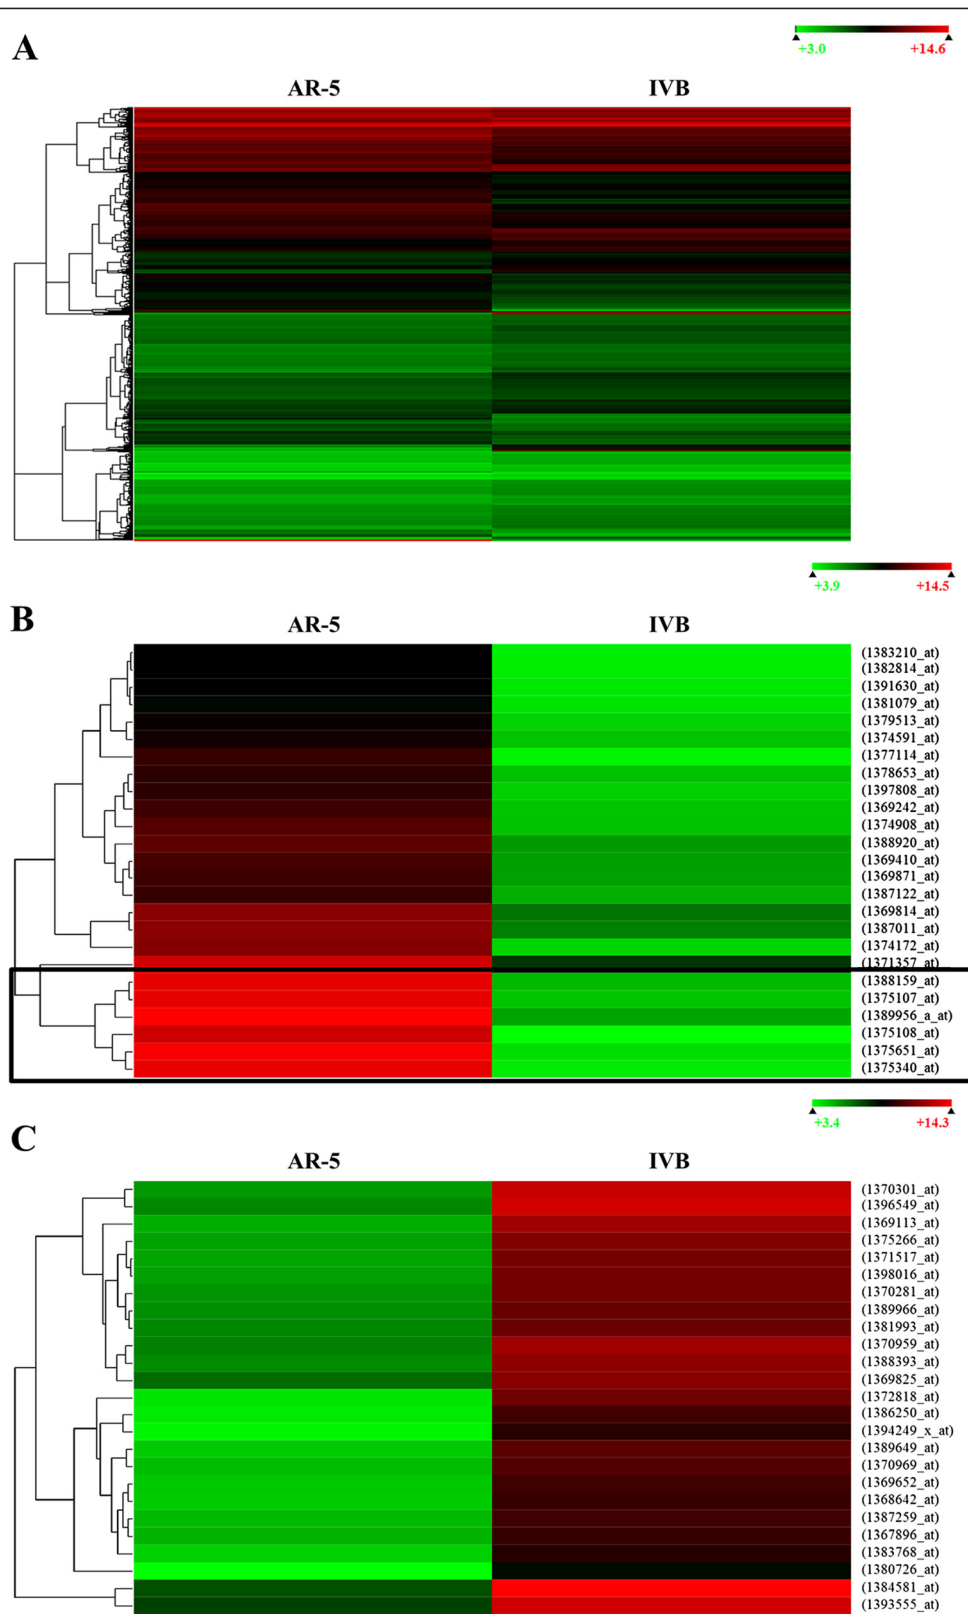 A
+3.0 +14.6
AR-5 IVB
+3.9 +14.5
B
AR-5 IVB
(1383210_at)
(1382814_at)
(1391630_at)
(1381079_at)
(1379513_at)
(1374591_at)
(1377114_at)
(1378653_at)
(1397808_at)
(1369242_at)
(1374908_at)
(1388920_at)
(1369410_at)
(1369871_at)
(1387122_at)
(1369814_at)
(1387011_at)
(1374172_at)
(1371357_at)
(1388159_at)
(1375107_at)
(1389956_a_at)
(1375108_at)
(1375651_at)
(1375340_at)
+3.4 +14.3
C
AR-5 IVB
(1370301_at)
(1396549_at)
(1369113_at)
(1375266_at)
(1371517_at)
(1398016_at)
(1370281_at)
(1389966_at)
(1381993_at)
(1370959_at)
(1388393_at)
(1369825_at)
(1372818_at)
(1386250_at)
(1394249_x_at)
(1389649_at)
(1370969_at)
(1369652_at)
(1368642_at)
(1387259_at)
(1367896_at)
(1383768_at)
(1380726_at)
(1384581_at)
(1393555_at)